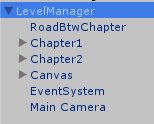 LevelManager
RoadBtwChapter
Chapter1
Chapter2
Canvas
EventSystem
Main Camera